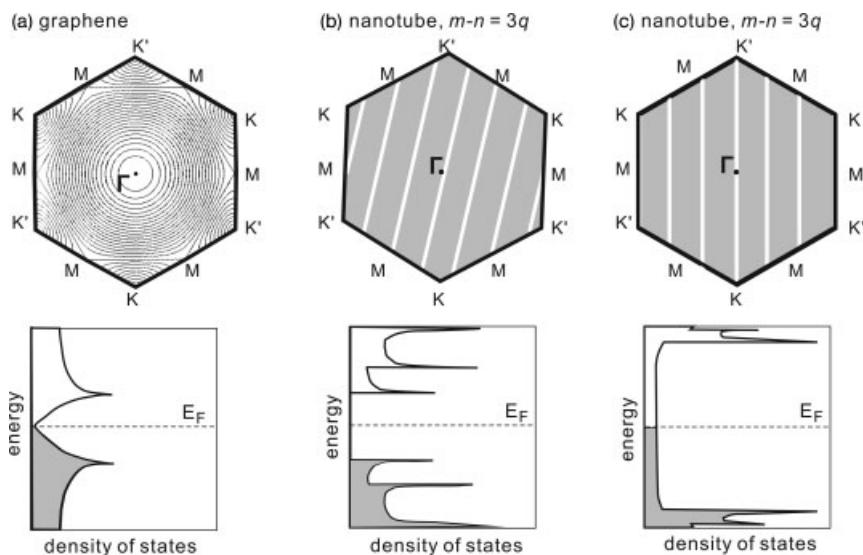 (a) graphene
(b) nanotube, m-n = 3q
(c) nanotube, m-n = 3q
K'
K'
K'
M
M
M
M
M
M
K
K
K
K
K
K
M
Γ
M
M
Γ
M
M
Γ
M
K'
K'
K'
K'
K'
K'
M
M
M
M
M
M
K
K
K
energy
E_F
energy
E_F
energy
E_F
density of states
density of states
density of states